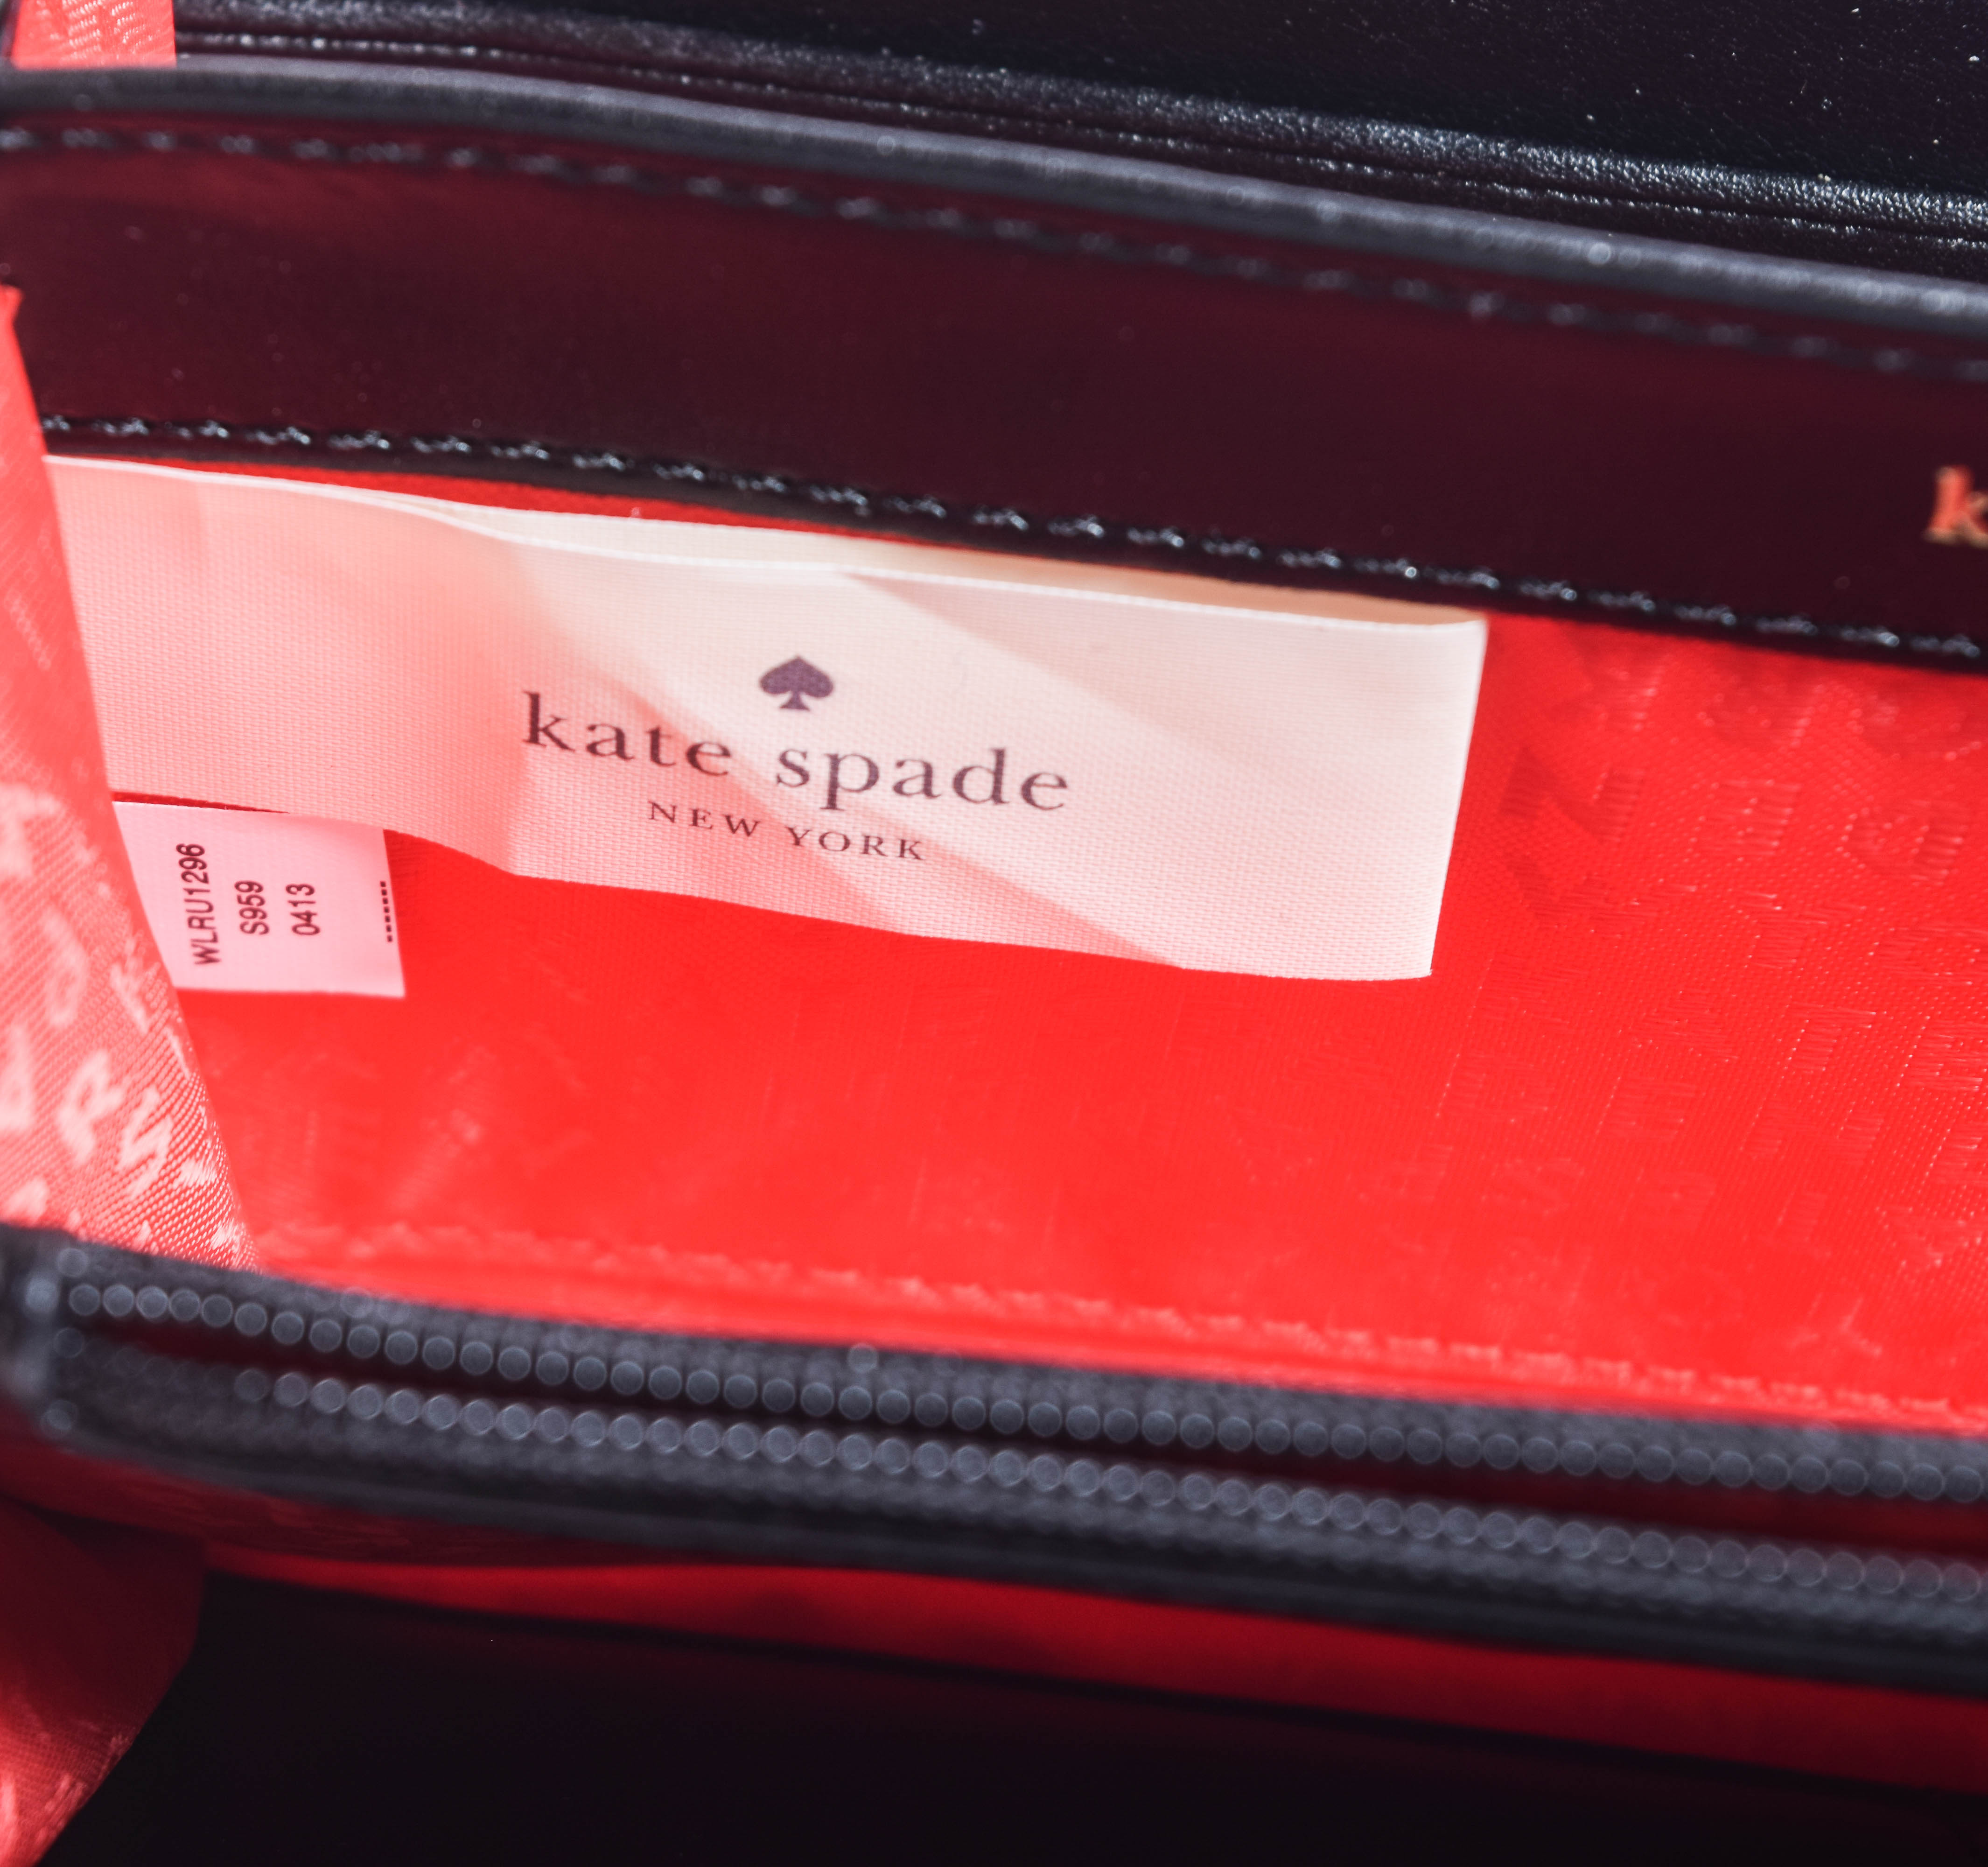 kate spade
NEW YORK
WLRU1296
S959
0413
k